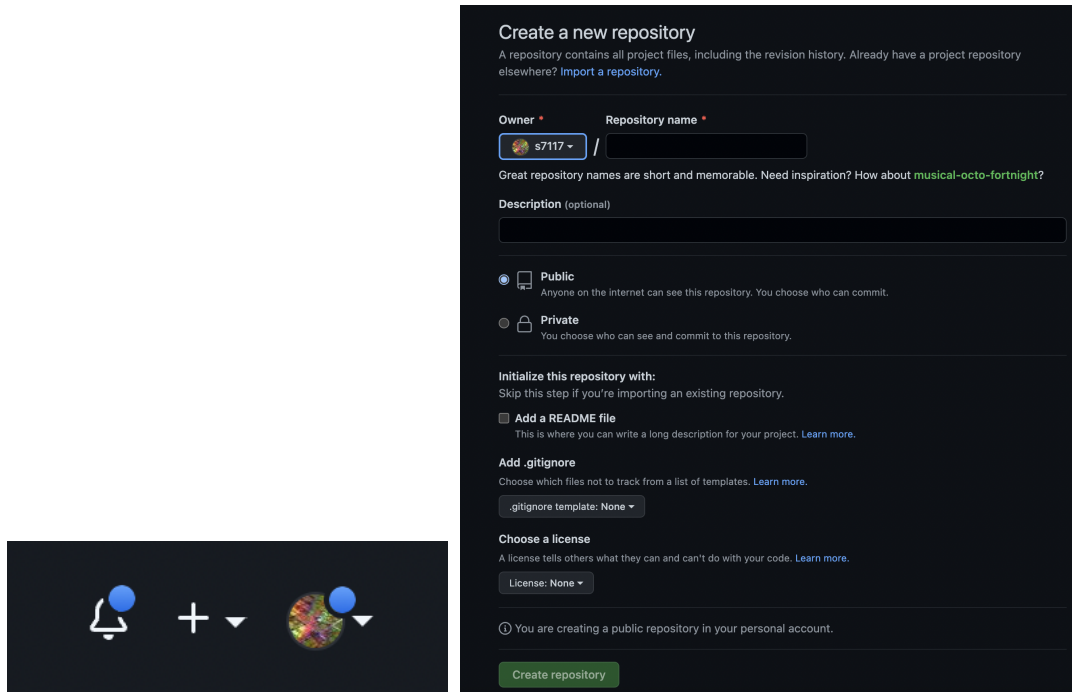 Create a new repository
A repository contains all project files, including the revision history. Already have a project repository
elsewhere? Import a repository.
Owner * Repository name *
s7117 /
Great repository names are short and memorable. Need inspiration? How about musical-octo-fortnight?
Description (optional)
Public
Anyone on the internet can see this repository. You choose who can commit.
Private
You choose who can see and commit to this repository.
Initialize this repository with:
Skip this step if you're importing an existing repository.
Add a README file
This is where you can write a long description for your project. Learn more.
Add .gitignore
Choose which files not to track from a list of templates. Learn more.
.gitignore template: None
Choose a license
A license tells others what they can and can't do with your code. Learn more.
License: None
You are creating a public repository in your personal account.
Create repository